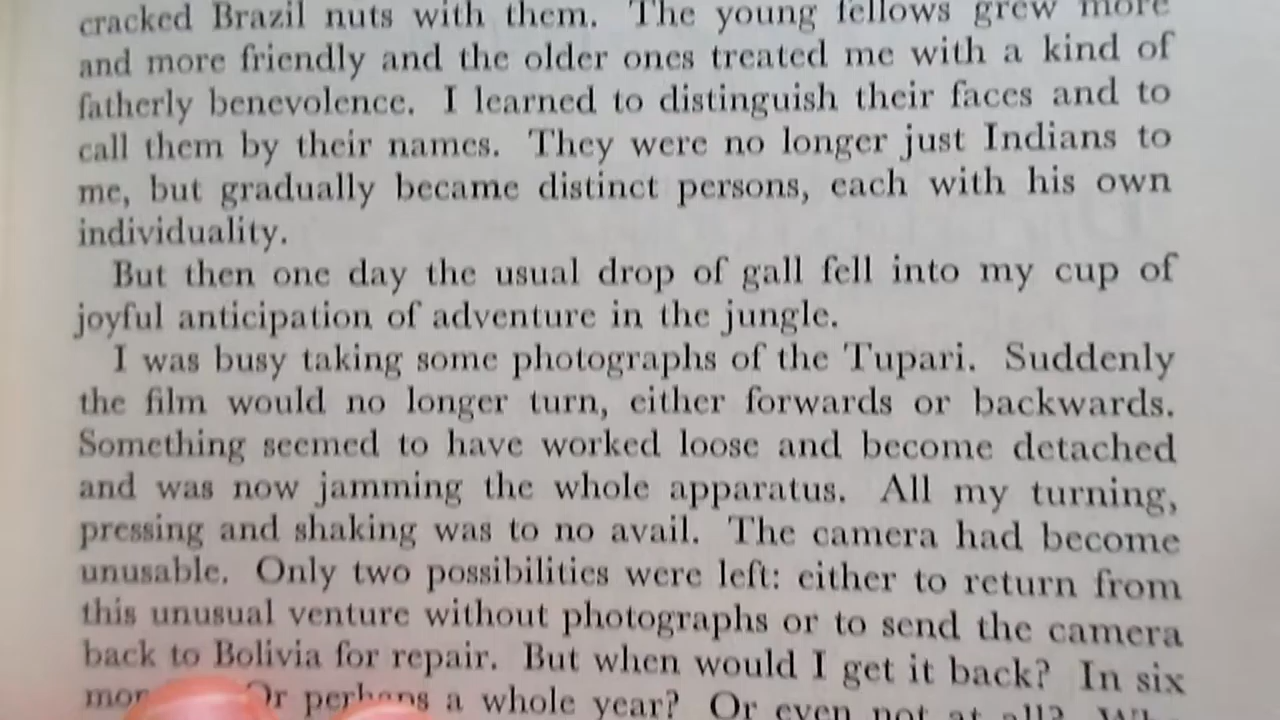 cracked Brazil nuts with them. The young fellows grew more
and more friendly and the older ones treated me with a kind of
fatherly benevolence. I learned to distinguish their faces and to
call them by their names. They were no longer just Indians to
me, but gradually became distinct persons, each with his own
individuality.
But then one day the usual drop of gall fell into my cup of
joyful anticipation of adventure in the jungle.
I was busy taking some photographs of the Tupari. Suddenly
the film would no longer turn, either forwards or backwards.
Something seemed to have worked loose and become detached
and was now jamming the whole apparatus. All my turning,
pressing and shaking was to no avail. The camera had become
unusable. Only two possibilities were left: either to return from
this unusual venture without photographs or to send the camera
back to Bolivia for repair. But when would I get it back? In six
Or perhaps a whole year? Or even not at all?